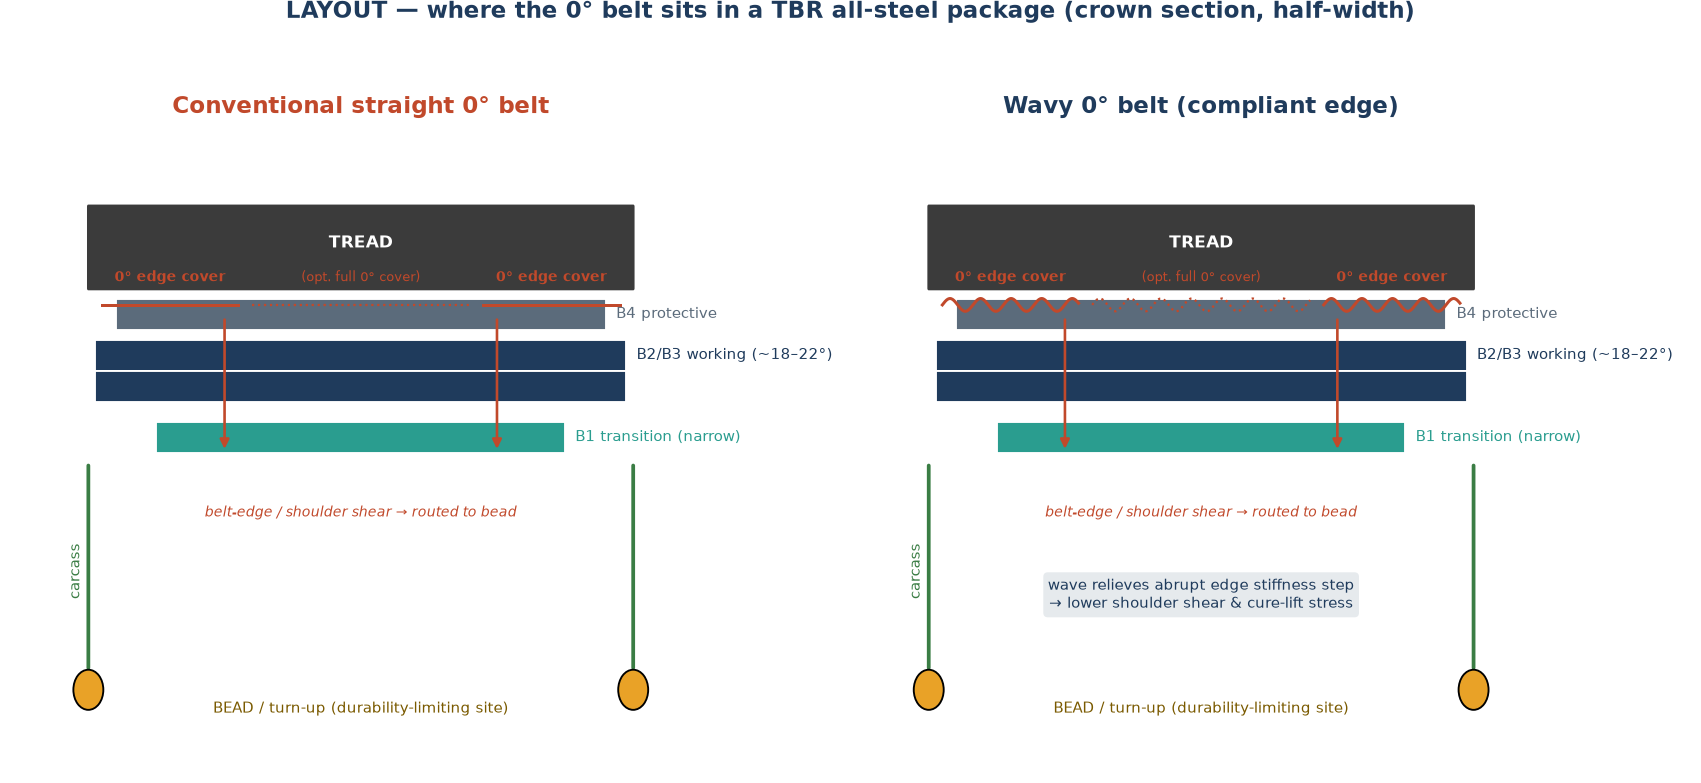 LAYOUT — where the 0° belt sits in a TBR all-steel package (crown section, half-width)
Conventional straight 0° belt
TREAD
0° edge cover (opt. full 0° cover) 0° edge cover
B4 protective
B2/B3 working (~18–22°)
B1 transition (narrow)
belt-edge / shoulder shear → routed to bead
carcass
BEAD / turn-up (durability-limiting site)
Wavy 0° belt (compliant edge)
TREAD
0° edge cover (opt. full 0° cover) 0° edge cover
B4 protective
B2/B3 working (~18–22°)
B1 transition (narrow)
belt-edge / shoulder shear → routed to bead
carcass
wave relieves abrupt edge stiffness step
→ lower shoulder shear & cure-lift stress
BEAD / turn-up (durability-limiting site)